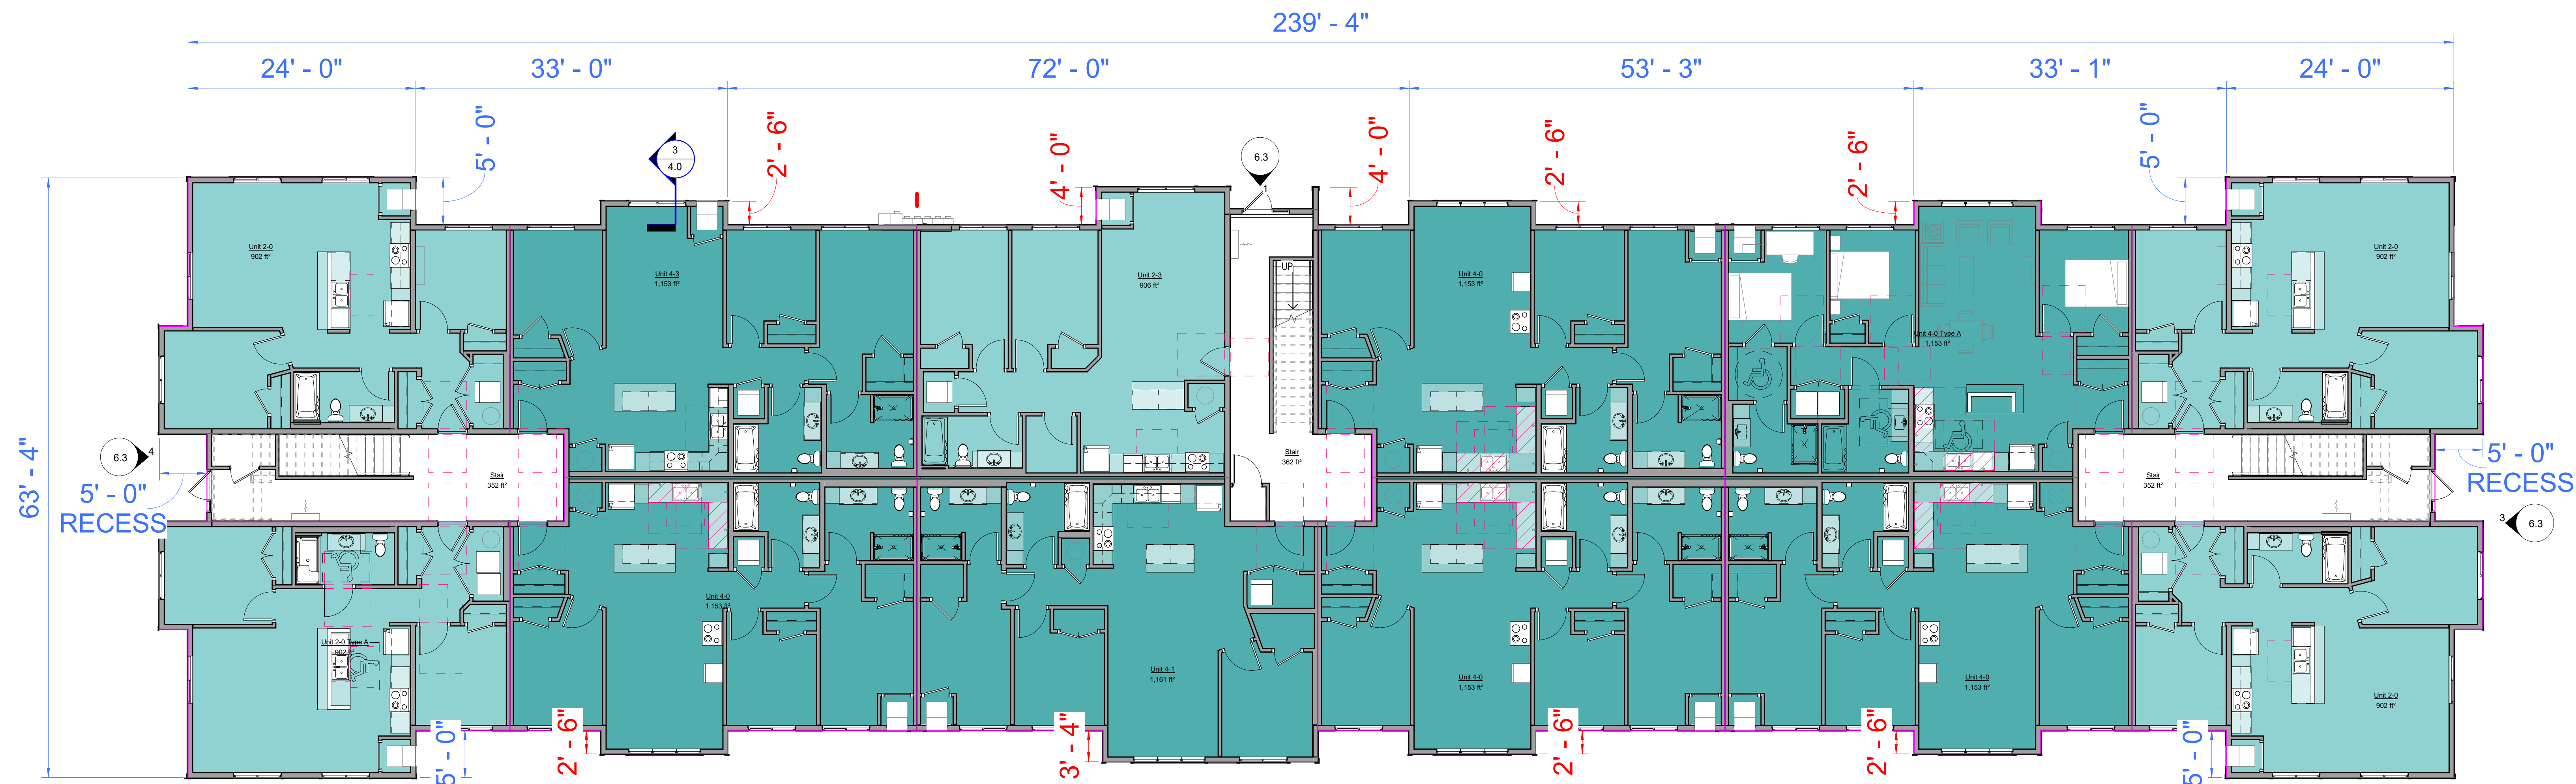 239' - 4"
24' - 0"
33' - 0"
72' - 0"
53' - 3"
33' - 1"
24' - 0"
5' - 0"
3
4.0
2' - 6"
4' - 0"
6.3
1
4' - 0"
2' - 6"
2' - 6"
5' - 0"
Unit 2-0
902 ft²
Unit 4-3
1,153 ft²
Unit 2-3
936 ft²
UP
Unit 4-0
1,153 ft²
Unit 4-0 Type A
1,153 ft²
Unit 2-0
902 ft²
63' - 4"
6.3
4
5' - 0"
RECESS
Stair
352 ft²
Stair
362 ft²
Stair
352 ft²
5' - 0"
RECESS
3
6.3
Unit 2-0 Type A
902 ft²
Unit 4-0
1,153 ft²
Unit 4-1
1,161 ft²
Unit 4-0
1,153 ft²
Unit 4-0
1,153 ft²
Unit 2-0
902 ft²
5' - 0"
2' - 6"
3' - 4"
2' - 6"
2' - 6"
5' - 0"